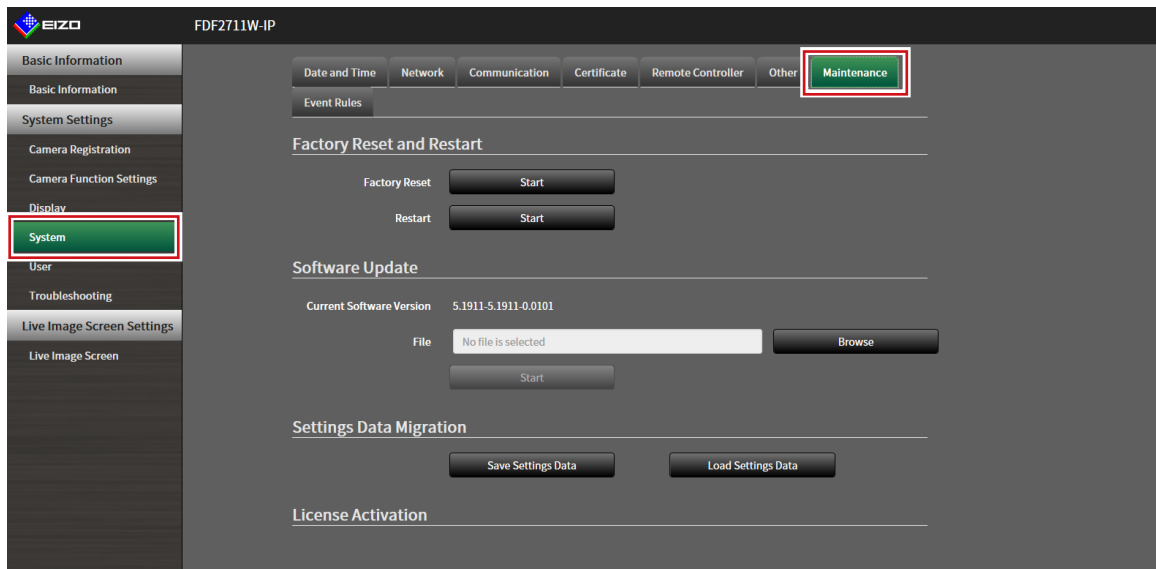 EIZO
FDF2711W-IP
Basic Information
Basic Information
System Settings
Camera Registration
Camera Function Settings
Display
System
User
Troubleshooting
Live Image Screen Settings
Live Image Screen
Date and Time Network Communication Certificate Remote Controller Other Maintenance
Event Rules
Factory Reset and Restart
Factory Reset Start
Restart Start
Software Update
Current Software Version 5.1911-5.1911-0.0101
File No file is selected Browse
Start
Settings Data Migration
Save Settings Data Load Settings Data
License Activation